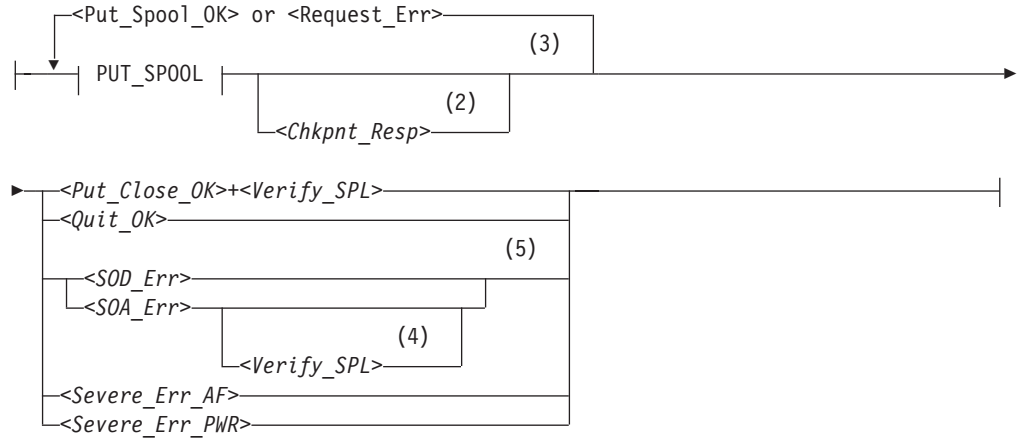 <Put_Spool_OK> or <Request_Err>
(3)
PUT_SPOOL
(2)
<Chkpnt_Resp>
<Put_Close_OK>+<Verify_SPL>
<Quit_OK>
(5)
<SOD_Err>
<SOA_Err>
(4)
<Verify_SPL>
<Severe_Err_AF>
<Severe_Err_PWR>